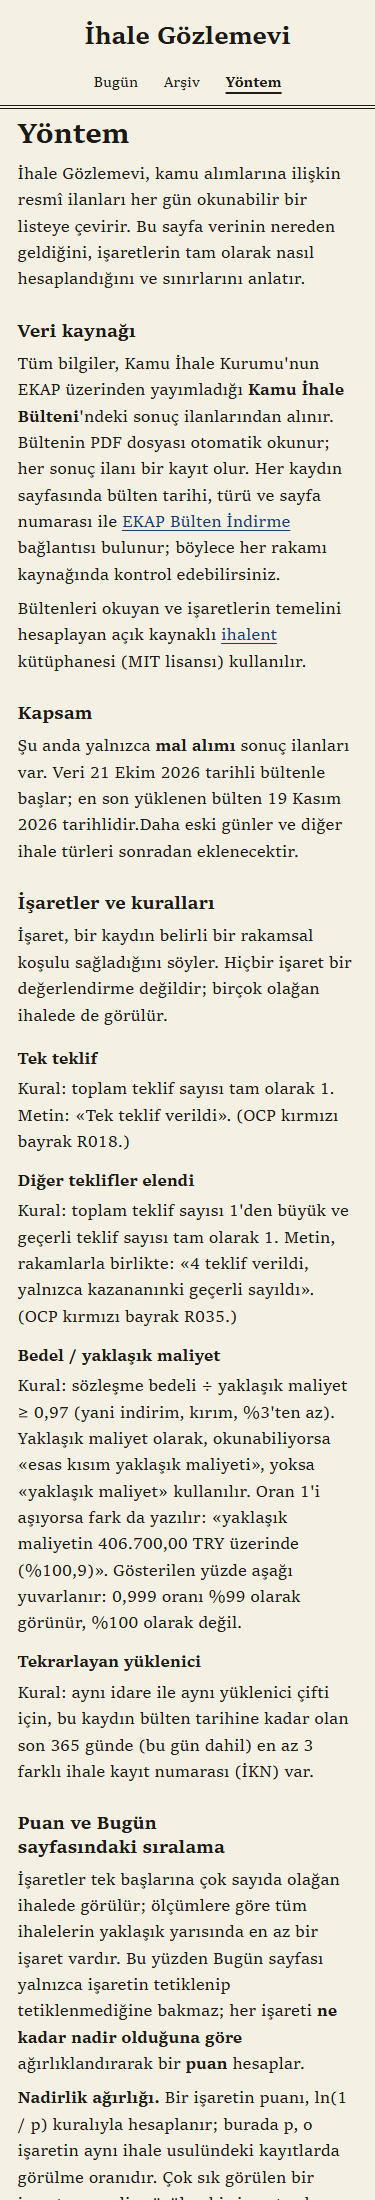 İhale Gözlemevi
Bugün Arşiv Yöntem
Yöntem
İhale Gözlemevi, kamu alımlarına ilişkin
resmî ilanları her gün okunabilir bir
listeye çevirir. Bu sayfa verinin nereden
geldiğini, işaretlerin tam olarak nasıl
hesaplandığını ve sınırlarını anlatır.
Veri kaynağı
Tüm bilgiler, Kamu İhale Kurumu'nun
EKAP üzerinden yayımladığı Kamu İhale
Bülteni'ndeki sonuç ilanlarından alınır.
Bültenin PDF dosyası otomatik okunur;
her sonuç ilanı bir kayıt olur. Her kaydın
sayfasında bülten tarihi, türü ve sayfa
numarası ile EKAP Bülten İndirme
bağlantısı bulunur; böylece her rakamı
kaynağında kontrol edebilirsiniz.
Bültenleri okuyan ve işaretlerin temelini
hesaplayan açık kaynaklı ihalent
kütüphanesi (MIT lisansı) kullanılır.
Kapsam
Şu anda yalnızca mal alımı sonuç ilanları
var. Veri 21 Ekim 2026 tarihli bültenle
başlar; en son yüklenen bülten 19 Kasım
2026 tarihlidir.Daha eski günler ve diğer
ihale türleri sonradan eklenecektir.
İşaretler ve kuralları
İşaret, bir kaydın belirli bir rakamsal
koşulu sağladığını söyler. Hiçbir işaret bir
değerlendirme değildir; birçok olağan
ihalede de görülür.
Tek teklif
Kural: toplam teklif sayısı tam olarak 1.
Metin: «Tek teklif verildi». (OCP kırmızı
bayrak R018.)
Diğer teklifler elendi
Kural: toplam teklif sayısı 1'den büyük ve
geçerli teklif sayısı tam olarak 1. Metin,
rakamlarla birlikte: «4 teklif verildi,
yalnızca kazananınki geçerli sayıldı».
(OCP kırmızı bayrak R035.)
Bedel / yaklaşık maliyet
Kural: sözleşme bedeli ÷ yaklaşık maliyet
≥ 0,97 (yani indirim, kırım, %3'ten az).
Yaklaşık maliyet olarak, okunabiliyorsa
«esas kısım yaklaşık maliyeti», yoksa
«yaklaşık maliyet» kullanılır. Oran 1'i
aşıyorsa fark da yazılır: «yaklaşık
maliyetin 406.700,00 TRY üzerinde
(%100,9)». Gösterilen yüzde aşağı
yuvarlanır: 0,999 oranı %99 olarak
görünür, %100 olarak değil.
Tekrarlayan yüklenici
Kural: aynı idare ile aynı yüklenici çifti
için, bu kaydın bülten tarihine kadar olan
son 365 günde (bu gün dahil) en az 3
farklı ihale kayıt numarası (İKN) var.
Puan ve Bugün
sayfasındaki sıralama
İşaretler tek başlarına çok sayıda olağan
ihalede görülür; ölçümlere göre tüm
ihalelerin yaklaşık yarısında en az bir
işaret vardır. Bu yüzden Bugün sayfası
yalnızca işaretin tetiklenip
tetiklenmediğine bakmaz; her işareti ne
kadar nadir olduğuna göre
ağırlıklandırarak bir puan hesaplar.
Nadirlik ağırlığı. Bir işaretin puanı, ln(1
/ p) kuralıyla hesaplanır; burada p, o
işaretin aynı ihale usulündeki kayıtlarda
görülme oranıdır. Çok sık görülen bir